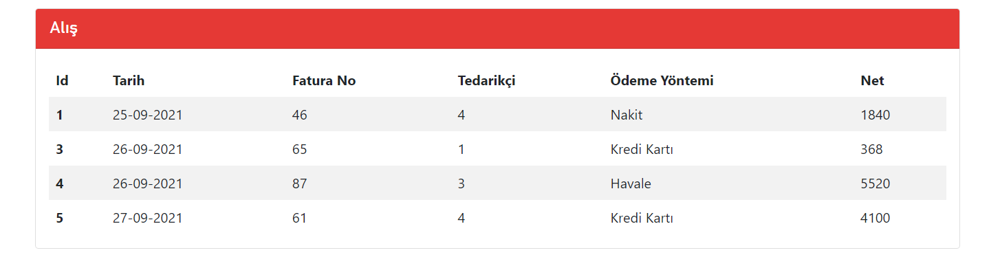 Alış
Id Tarih Fatura No Tedarikçi Ödeme Yöntemi Net
1 25-09-2021 46 4 Nakit 1840
3 26-09-2021 65 1 Kredi Kartı 368
4 26-09-2021 87 3 Havale 5520
5 27-09-2021 61 4 Kredi Kartı 4100